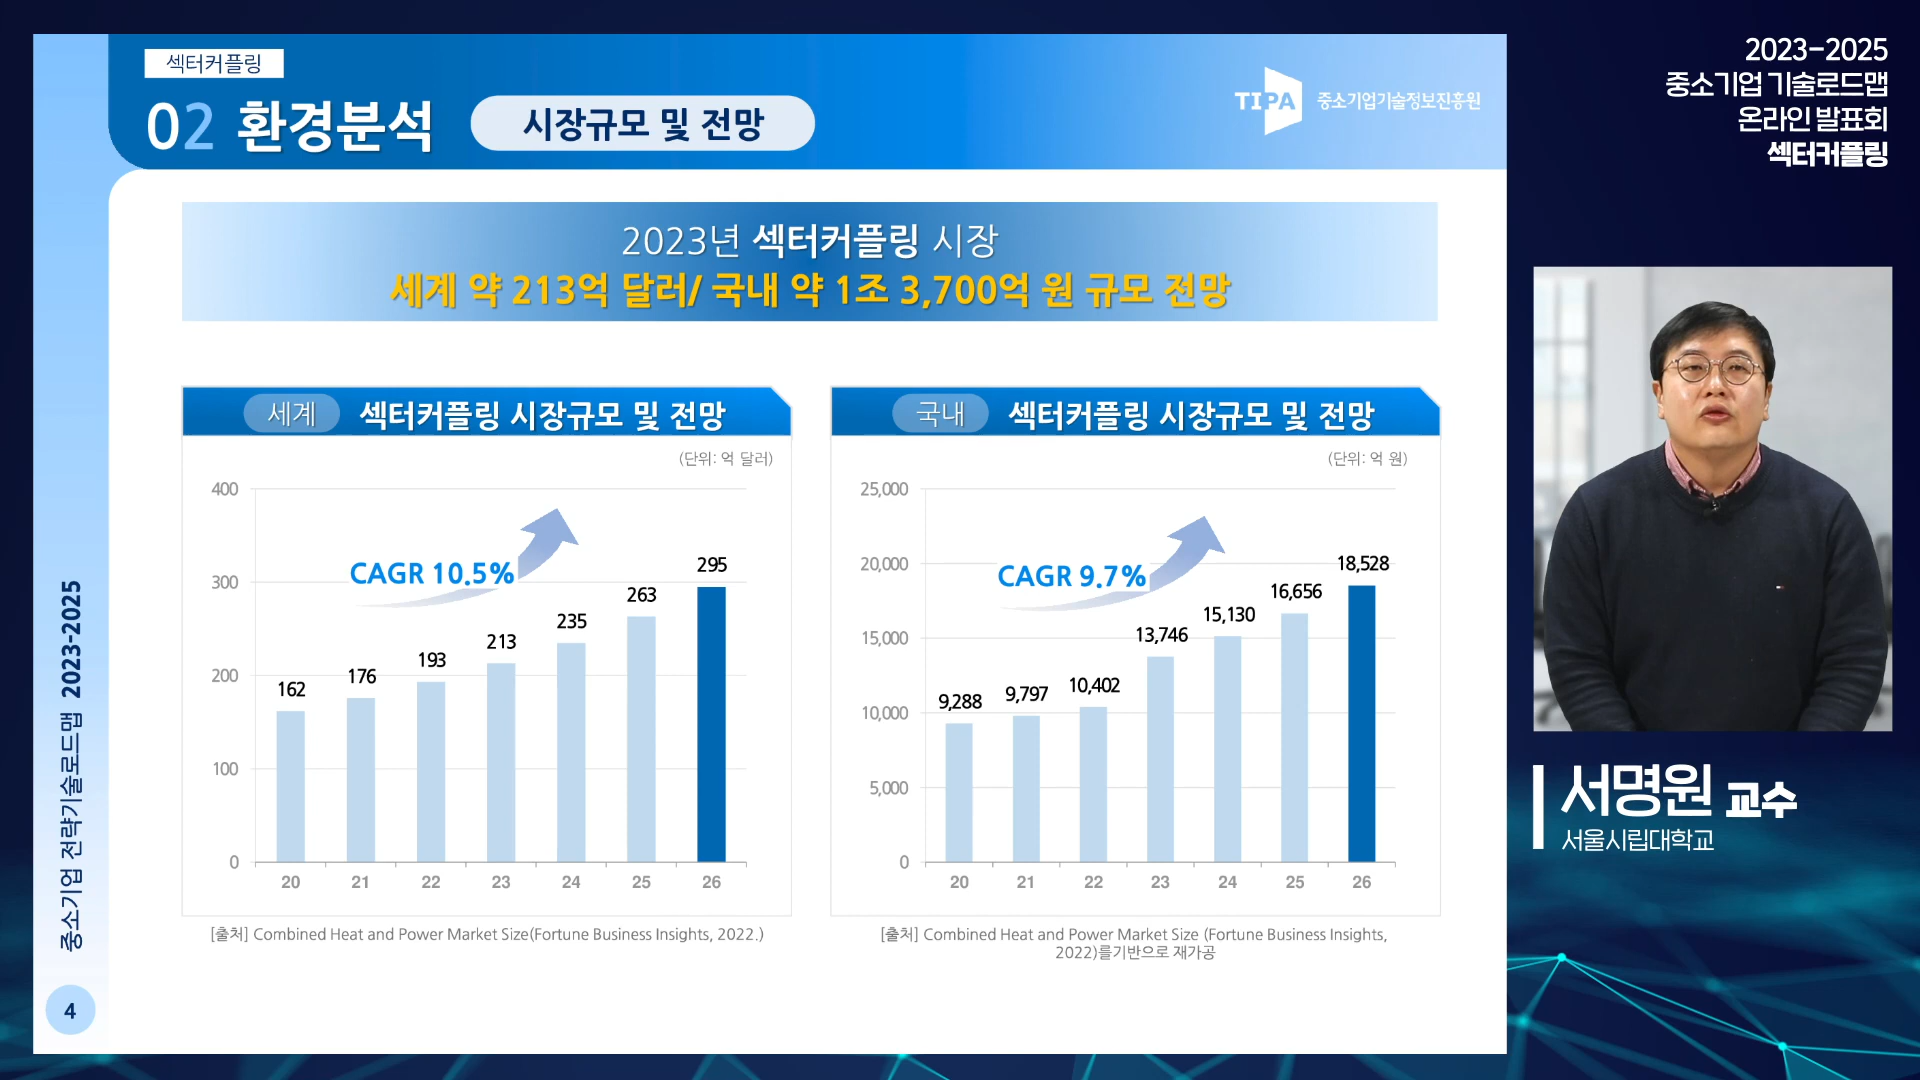 섹터커플링
02 환경분석
시장규모 및 전망
TIPA 중소기업기술정보진흥원
2023년 섹터커플링 시장
세계 약 213억 달러/ 국내 약 1조 3,700억 원 규모 전망
세계 섹터커플링 시장규모 및 전망
(단위: 억 달러)
400
300
200
100
0
CAGR 10.5%
162
176
193
213
235
263
295
20
21
22
23
24
25
26
[출처] Combined Heat and Power Market Size(Fortune Business Insights, 2022.)
국내 섹터커플링 시장규모 및 전망
(단위: 억 원)
25,000
20,000
15,000
10,000
5,000
0
CAGR 9.7%
9,288
9,797
10,402
13,746
15,130
16,656
18,528
20
21
22
23
24
25
26
[출처] Combined Heat and Power Market Size (Fortune Business Insights,
2022)를기반으로 재가공
중소기업 전략기술로드맵 2023-2025
4
2023-2025
중소기업 기술로드맵
온라인 발표회
섹터커플링
서명원 교수
서울시립대학교